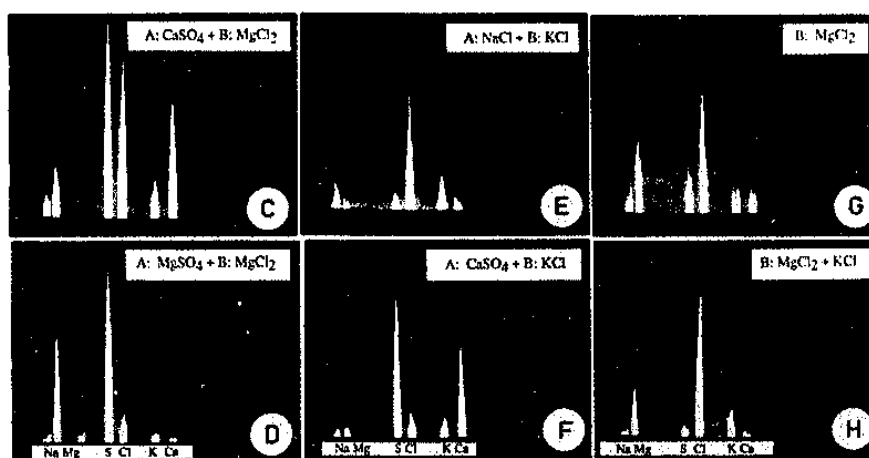 A: CaSO₄ + B: MgCl₂
A: NaCl + B: KCl
B: MgCl₂
C
E
G
A: MgSO₄ + B: MgCl₂
A: CaSO₄ + B: KCl
B: MgCl₂ + KCl
D
F
H
Na Mg S Cl K Ca
Na Mg S Cl K Ca
Na Mg S Cl K Ca